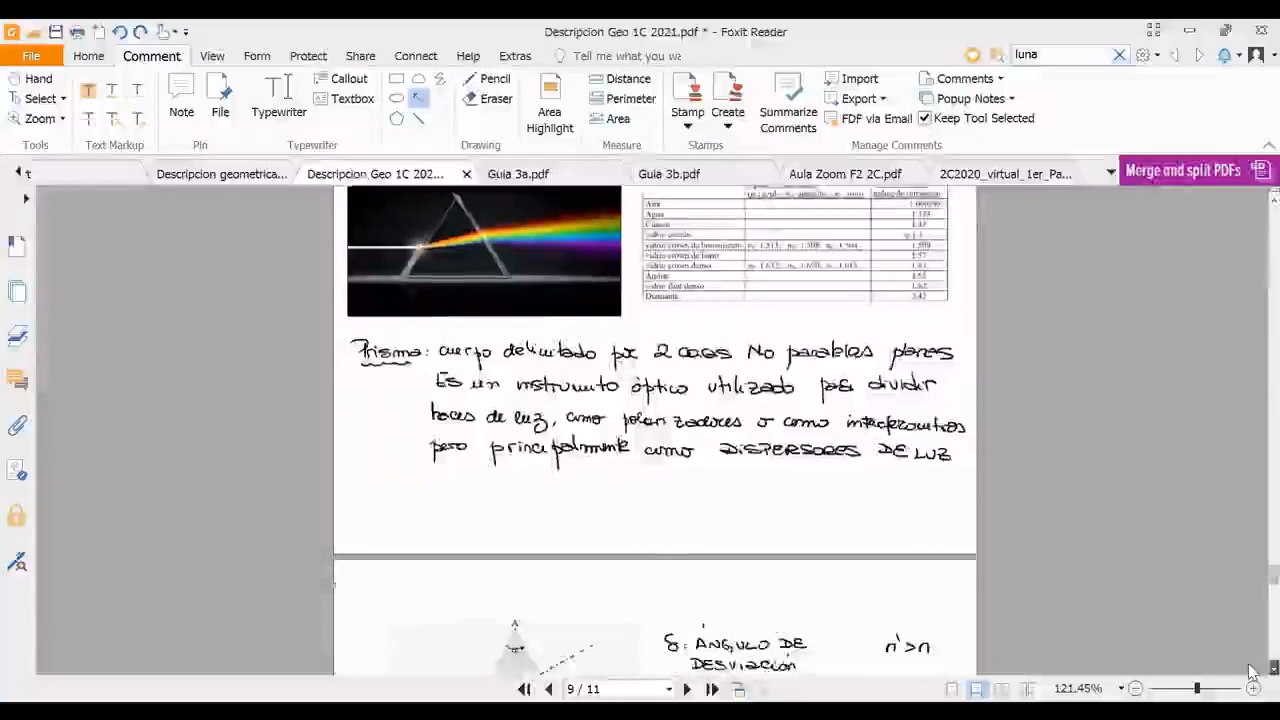 Descripcion Geo 1C 2021.pdf * - Foxit Reader
File Home Comment View Form Protect Share Connect Help Extras Tell me what you wa luna
Hand
Select
Zoom
Tools
Text Markup
Note
File
Pin
Typewriter
Callout
Textbox
Typewriter
Pencil
Eraser
Drawing
Area Highlight
Distance
Perimeter
Area
Measure
Stamp
Create
Stamps
Summarize Comments
Import
Export
FDF via Email
Comments
Popup Notes
Keep Tool Selected
Manage Comments
Descripcion geometrica... Descripcion Geo 1C 202... Guia 3a.pdf Guia 3b.pdf Aula Zoom F2 2C.pdf 2C2020_virtual_1er_Pa... Merge and split PDFs
Aire
Agua
Diamante
Prisma: cuerpo delimitado por 2 caras No paralelas planas
Es un instrumento óptico utilizado para dividir
haces de luz, como polarizadores o como interferometros
pero principalmente como DISPERSORES DE LUZ
A
δ: ÁNGULO DE
DESVIACIÓN
n' > n
9 / 11
121.45%